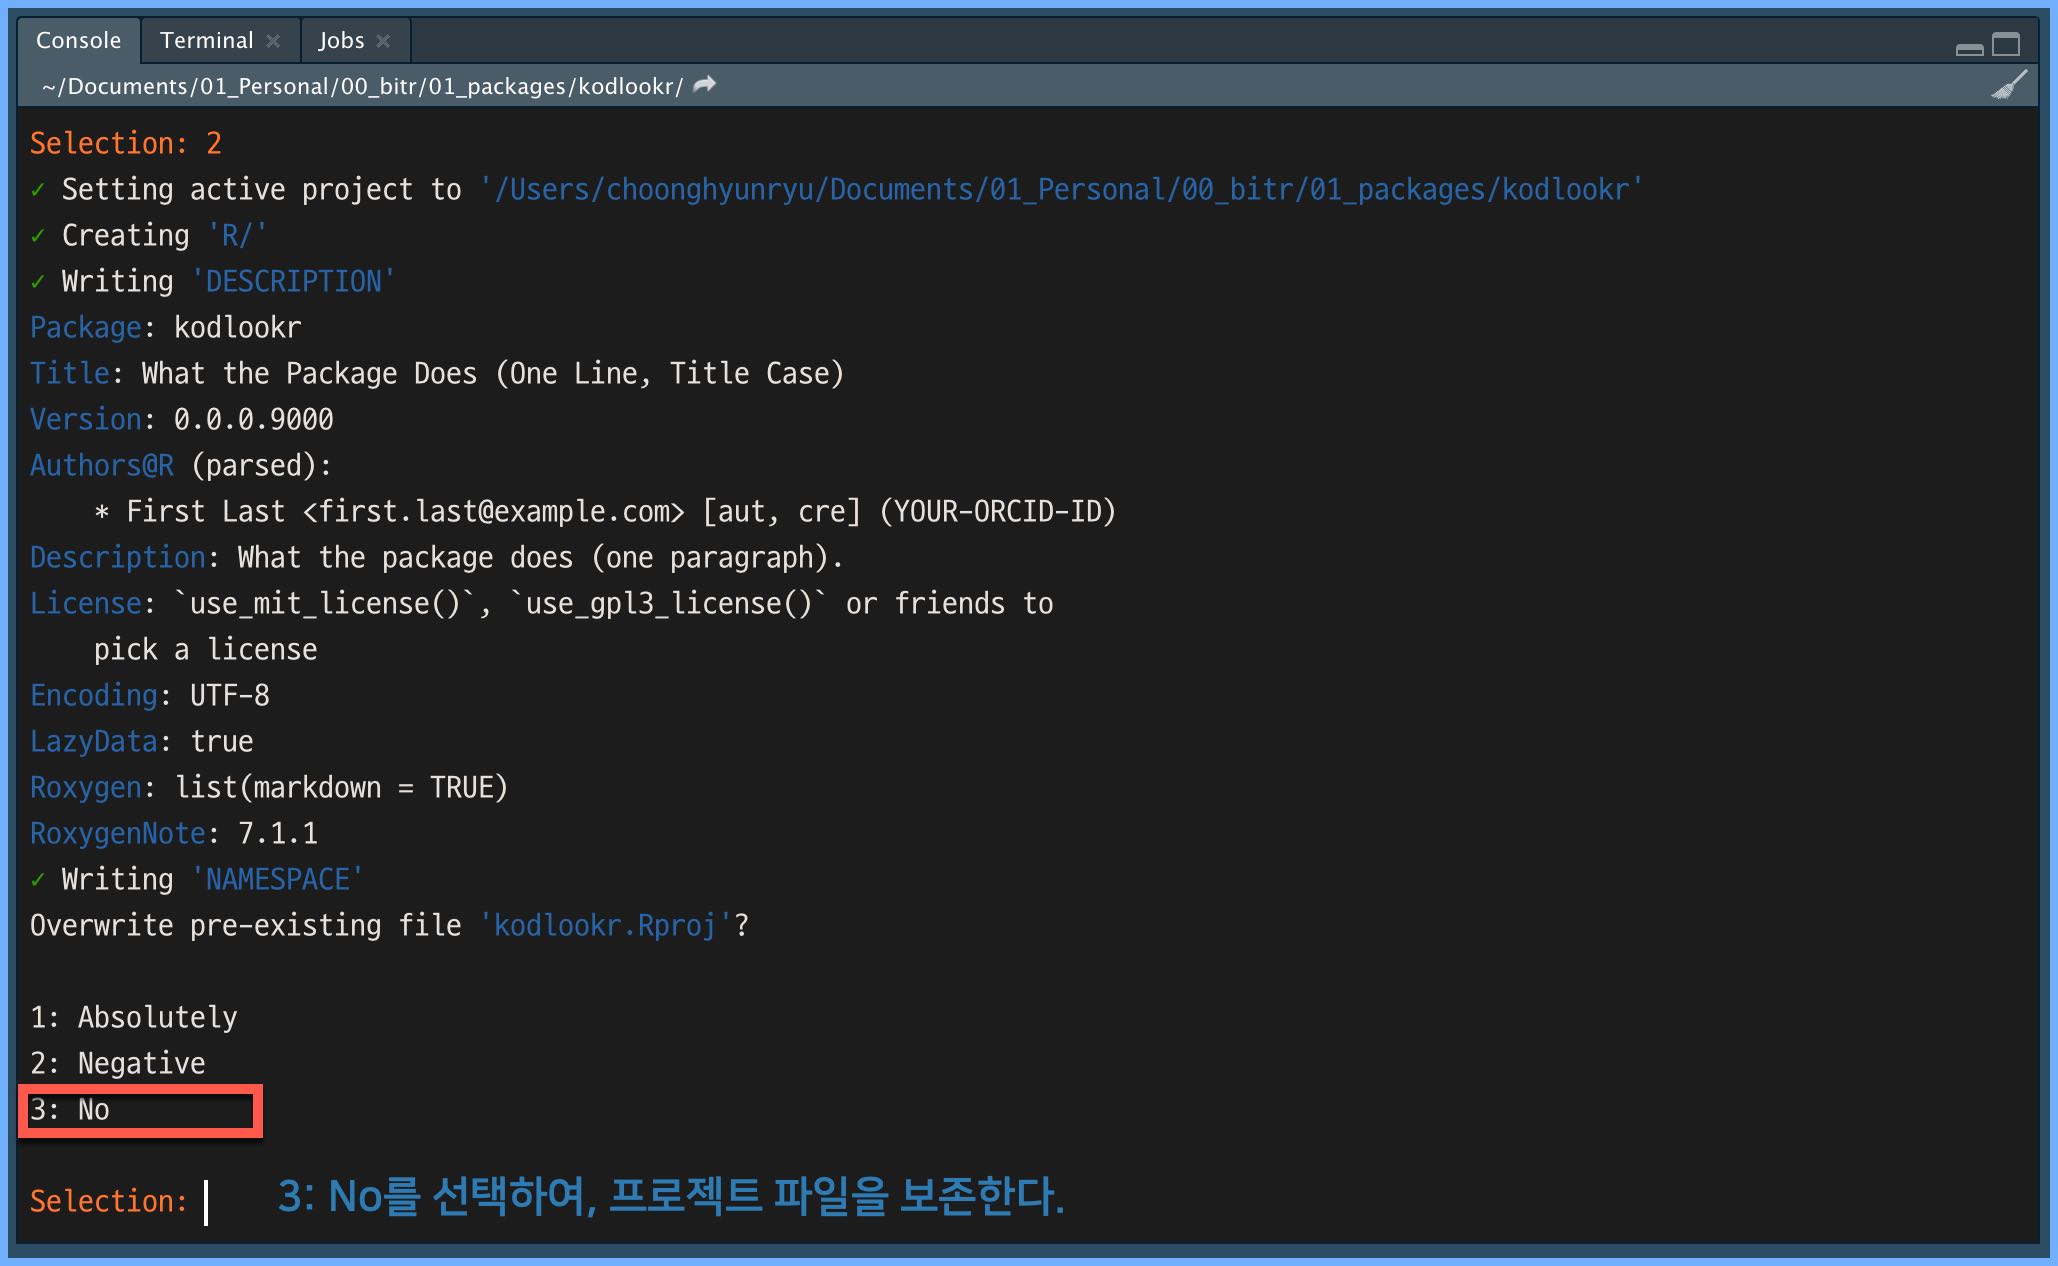 Console
Terminal
Jobs
~/Documents/01_Personal/00_bitr/01_packages/kodlookr/
Selection: 2
✓ Setting active project to '/Users/choonghyunryu/Documents/01_Personal/00_bitr/01_packages/kodlookr'
✓ Creating 'R/'
✓ Writing 'DESCRIPTION'
Package: kodlookr
Title: What the Package Does (One Line, Title Case)
Version: 0.0.0.9000
Authors@R (parsed):
    * First Last <first.last@example.com> [aut, cre] (YOUR-ORCID-ID)
Description: What the package does (one paragraph).
License: `use_mit_license()`, `use_gpl3_license()` or friends to
    pick a license
Encoding: UTF-8
LazyData: true
Roxygen: list(markdown = TRUE)
RoxygenNote: 7.1.1
✓ Writing 'NAMESPACE'
Overwrite pre-existing file 'kodlookr.Rproj'?
1: Absolutely
2: Negative
3: No
Selection:
3: No를 선택하여, 프로젝트 파일을 보존한다.